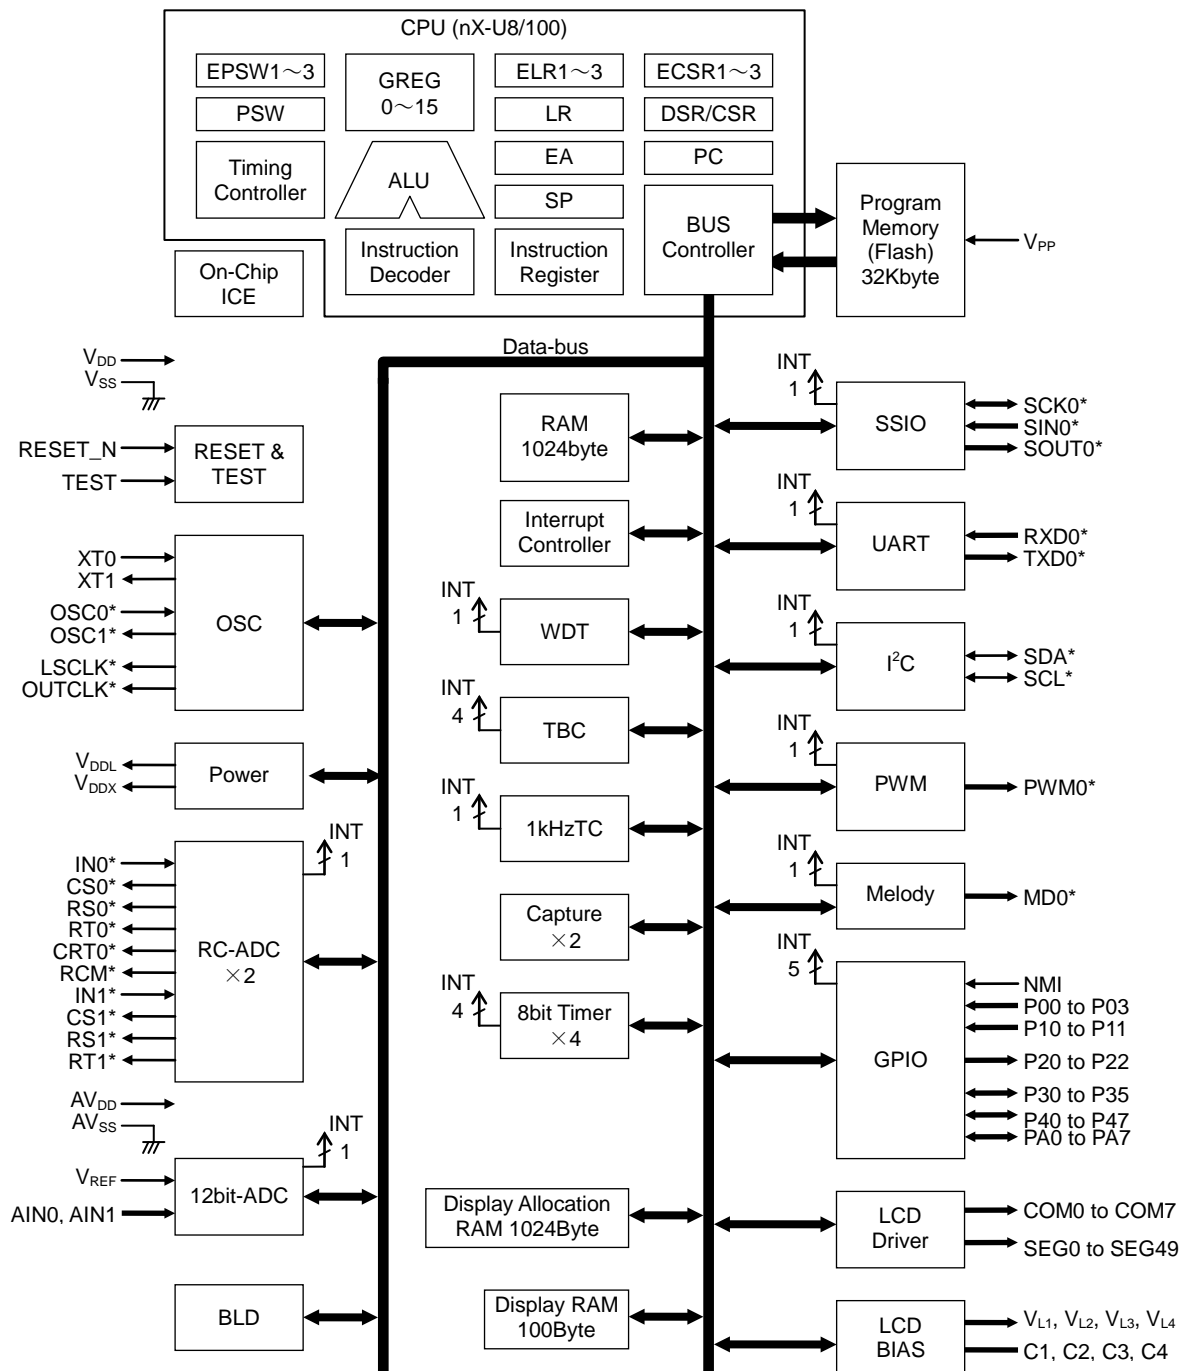 CPU (nX-U8/100)
EPSW1～3
GREG
0～15
ELR1～3
ECSR1～3
PSW
LR
DSR/CSR
Timing
Controller
ALU
EA
PC
SP
BUS
Controller
Instruction
Decoder
Instruction
Register
On-Chip
ICE
Program
Memory
(Flash)
32Kbyte
VPP
Data-bus
VDD
VSS
RESET_N
TEST
RESET &
TEST
XT0
XT1
OSC0*
OSC1*
LSCLK*
OUTCLK*
OSC
VDDL
VDDX
Power
IN0*
CS0*
RS0*
RT0*
CRT0*
RCM*
IN1*
CS1*
RS1*
RT1*
RC-ADC
×2
INT
1
AVDD
AVSS
VREF
AIN0, AIN1
12bit-ADC
INT
1
BLD
RAM
1024byte
Interrupt
Controller
INT
1
WDT
INT
4
TBC
INT
1
1kHzTC
Capture
×2
INT
4
8bit Timer
×4
Display Allocation
RAM 1024Byte
Display RAM
100Byte
INT
1
SSIO
SCK0*
SIN0*
SOUT0*
INT
1
UART
RXD0*
TXD0*
INT
1
I²C
SDA*
SCL*
INT
1
PWM
PWM0*
INT
1
Melody
MD0*
INT
5
GPIO
NMI
P00 to P03
P10 to P11
P20 to P22
P30 to P35
P40 to P47
PA0 to PA7
LCD
Driver
COM0 to COM7
SEG0 to SEG49
LCD
BIAS
VL1, VL2, VL3, VL4
C1, C2, C3, C4